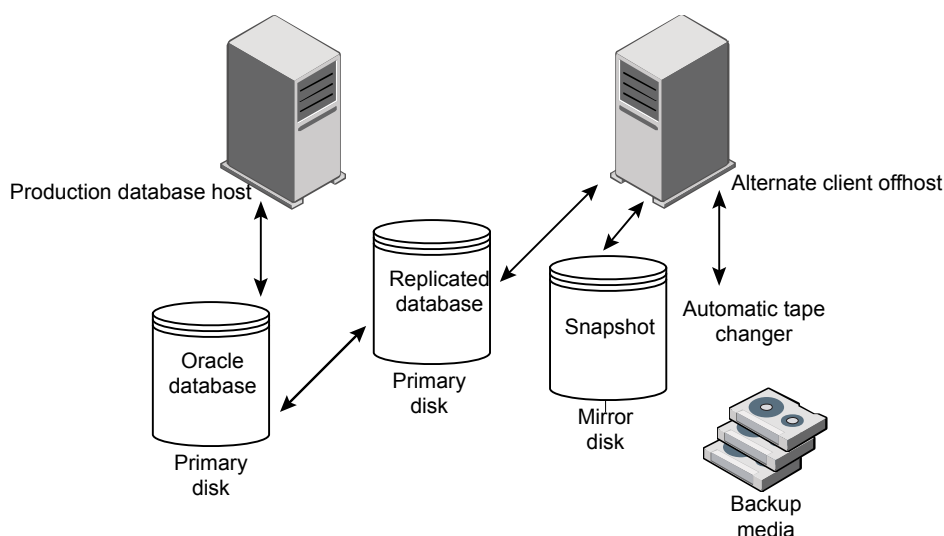 Production database host
Alternate client offhost
Replicated
database
Snapshot
Automatic tape
changer
Oracle
database
Primary
disk
Mirror
disk
Primary
disk
Backup
media